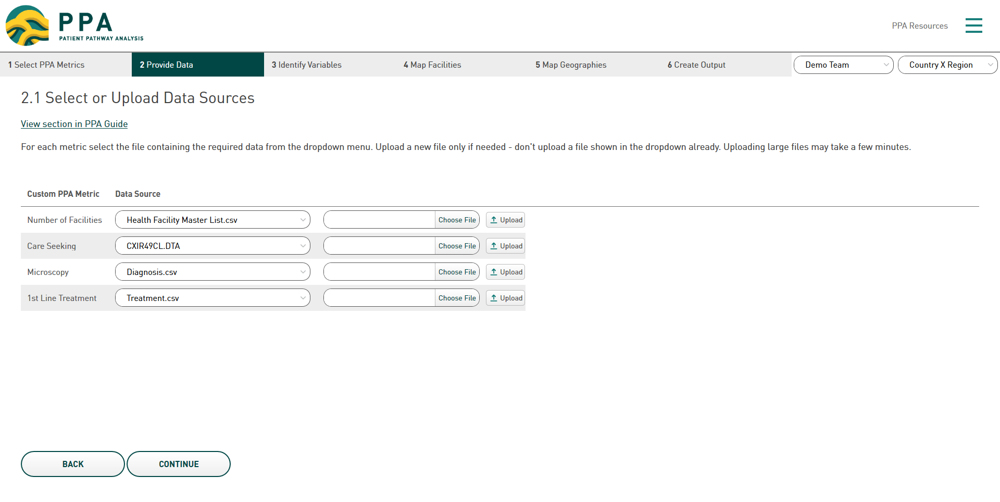 PPA
PATIENT PATHWAY ANALYSIS
PPA Resources
1 Select PPA Metrics
2 Provide Data
3 Identify Variables
4 Map Facilities
5 Map Geographies
6 Create Output
Demo Team
Country X Region
2.1 Select or Upload Data Sources
View section in PPA Guide
For each metric select the file containing the required data from the dropdown menu. Upload a new file only if needed - don't upload a file shown in the dropdown already. Uploading large files may take a few minutes.
Custom PPA Metric Data Source
Number of Facilities Health Facility Master List.csv Choose File Upload
Care Seeking CXIR49CL.DTA Choose File Upload
Microscopy Diagnosis.csv Choose File Upload
1st Line Treatment Treatment.csv Choose File Upload
BACK CONTINUE